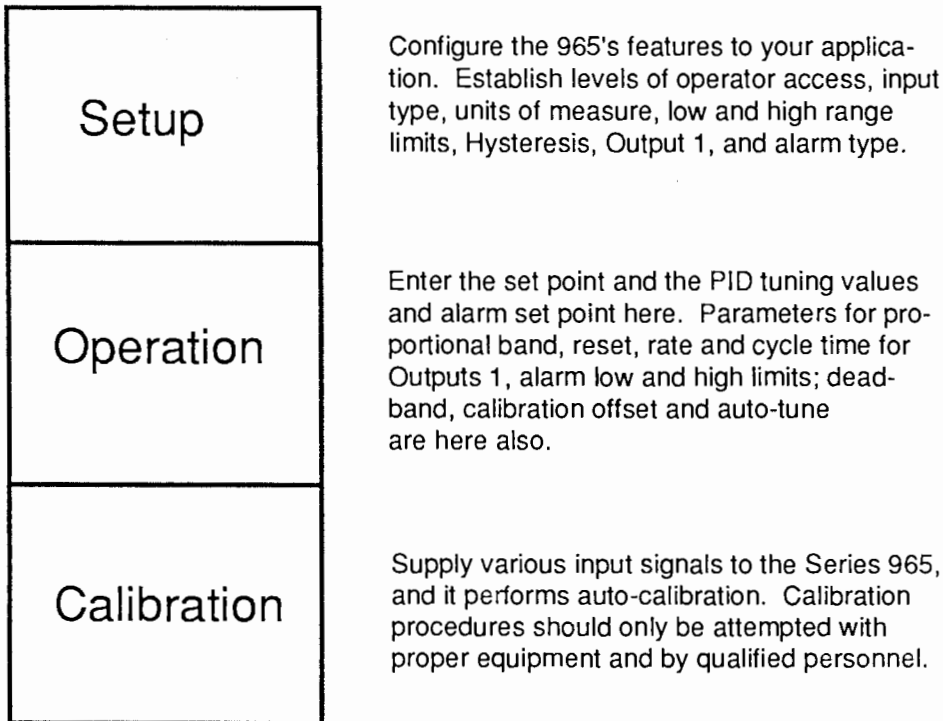 Setup
Configure the 965's features to your applica-
tion. Establish levels of operator access, input
type, units of measure, low and high range
limits, Hysteresis, Output 1, and alarm type.
Operation
Enter the set point and the PID tuning values
and alarm set point here. Parameters for pro-
portional band, reset, rate and cycle time for
Outputs 1, alarm low and high limits; dead-
band, calibration offset and auto-tune
are here also.
Calibration
Supply various input signals to the Series 965,
and it performs auto-calibration. Calibration
procedures should only be attempted with
proper equipment and by qualified personnel.